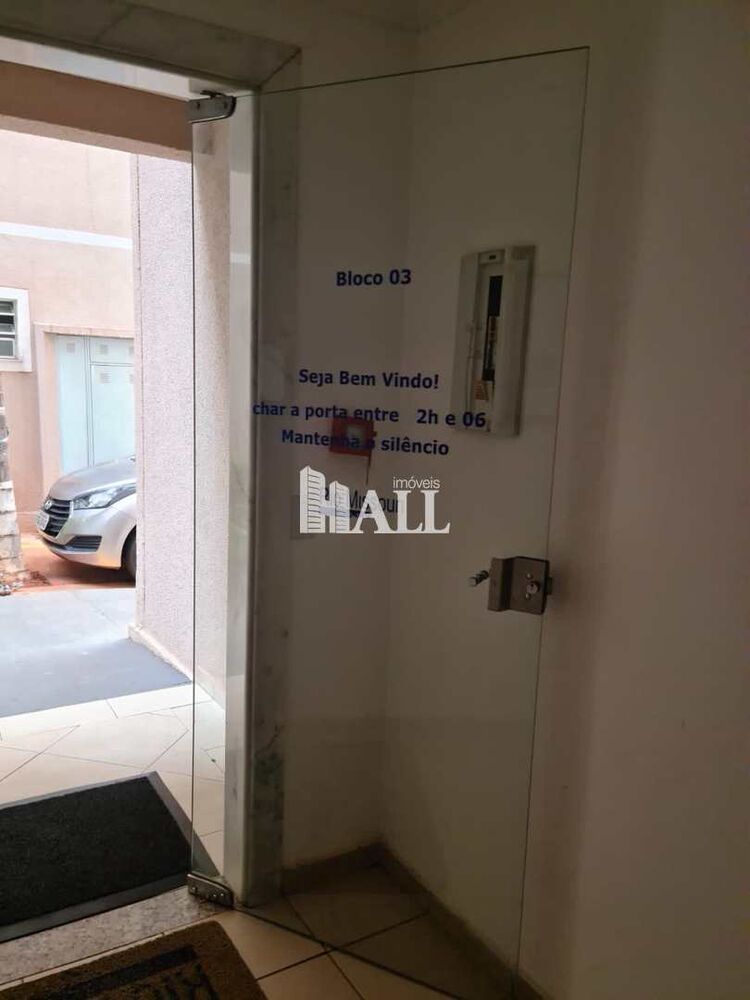 Bloco 03
Seja Bem Vindo!
char a porta entre 2h e 06
Mantenha o silêncio
imóveis
HALL